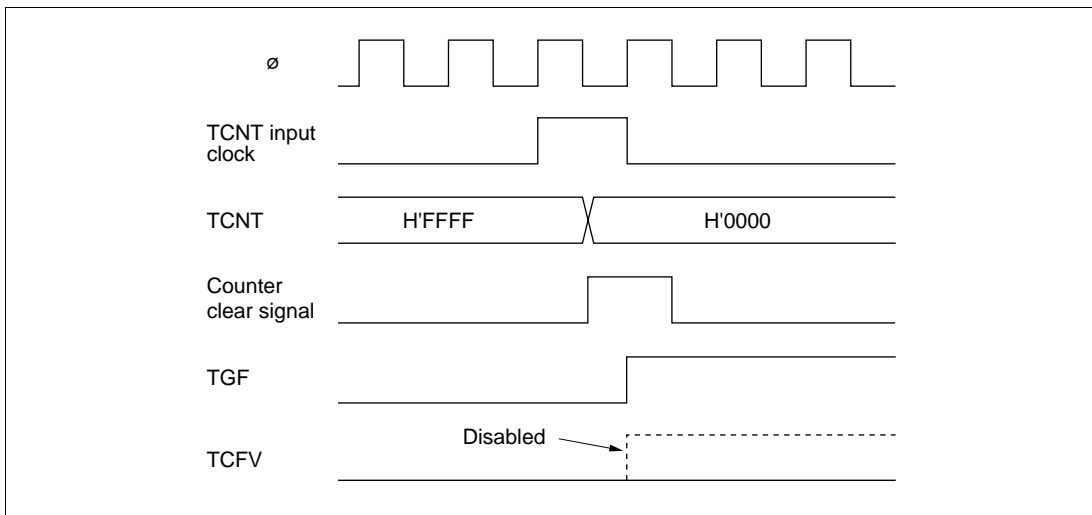 ø
TCNT input
clock
TCNT
H'FFFF
H'0000
Counter
clear signal
TGF
Disabled
TCFV